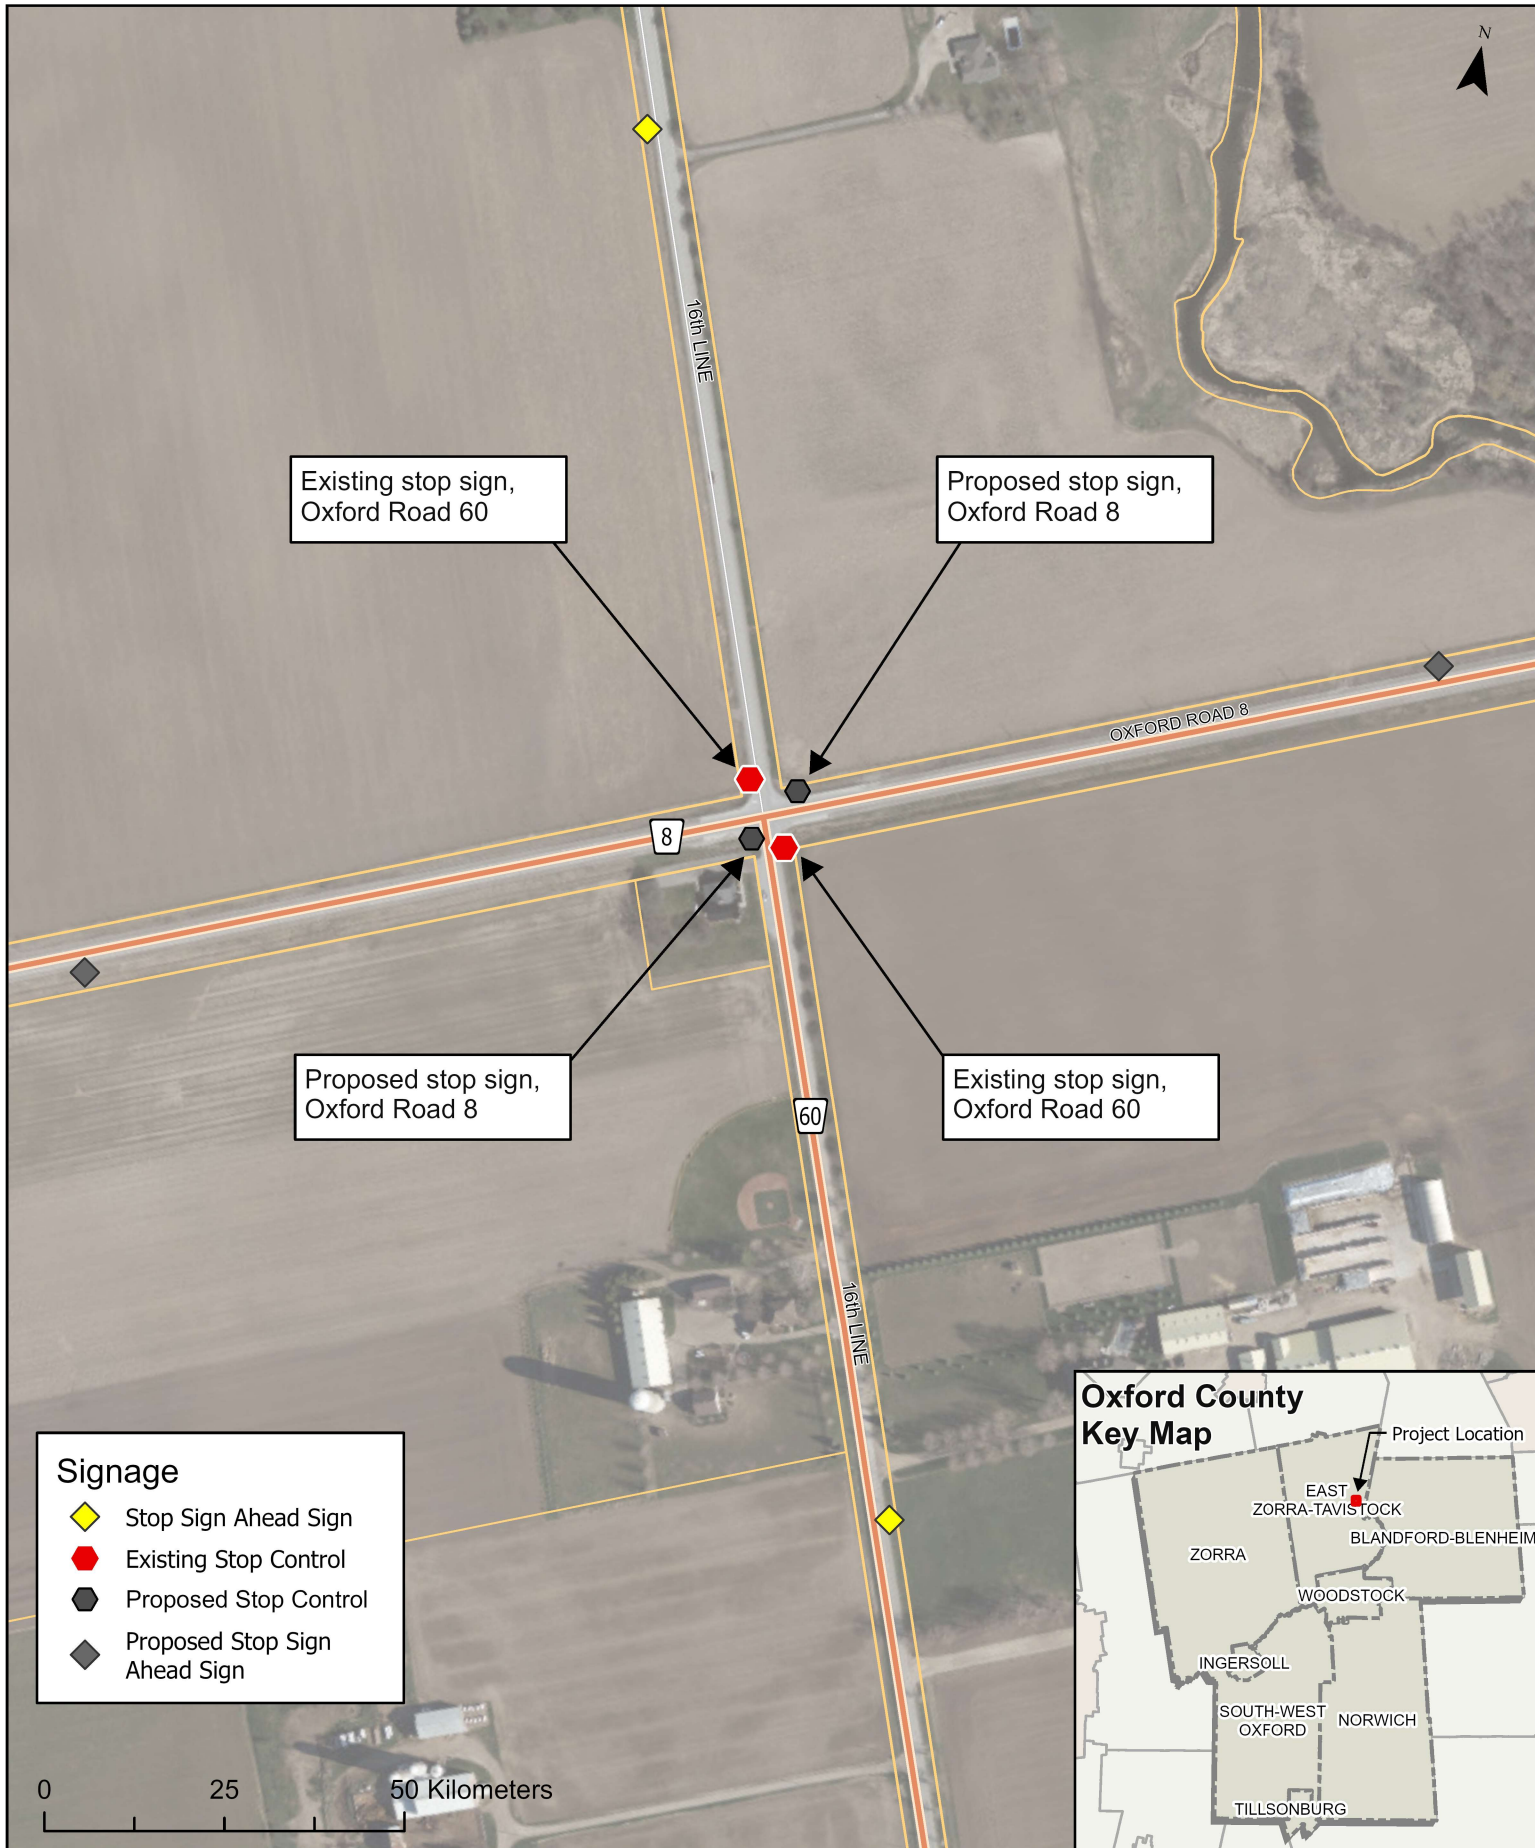 N
16th LINE
Existing stop sign,
Oxford Road 60
Proposed stop sign,
Oxford Road 8
OXFORD ROAD 8
8
Proposed stop sign,
Oxford Road 8
Existing stop sign,
Oxford Road 60
60
16th LINE
Signage
Stop Sign Ahead Sign
Existing Stop Control
Proposed Stop Control
Proposed Stop Sign
Ahead Sign
0 25 50 Kilometers
Oxford County
Key Map
Project Location
EAST
ZORRA-TAVISTOCK
BLANDFORD-BLENHEIM
ZORRA
WOODSTOCK
INGERSOLL
SOUTH-WEST
OXFORD
NORWICH
TILLSONBURG